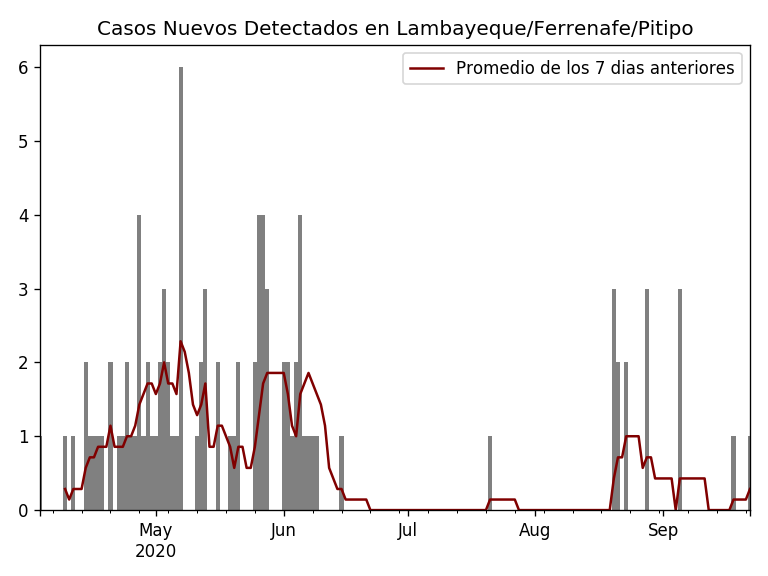 Casos Nuevos Detectados en Lambayeque/Ferrenafe/Pitipo
Promedio de los 7 dias anteriores
6
5
4
3
2
1
0
May Jun Jul Aug Sep
2020